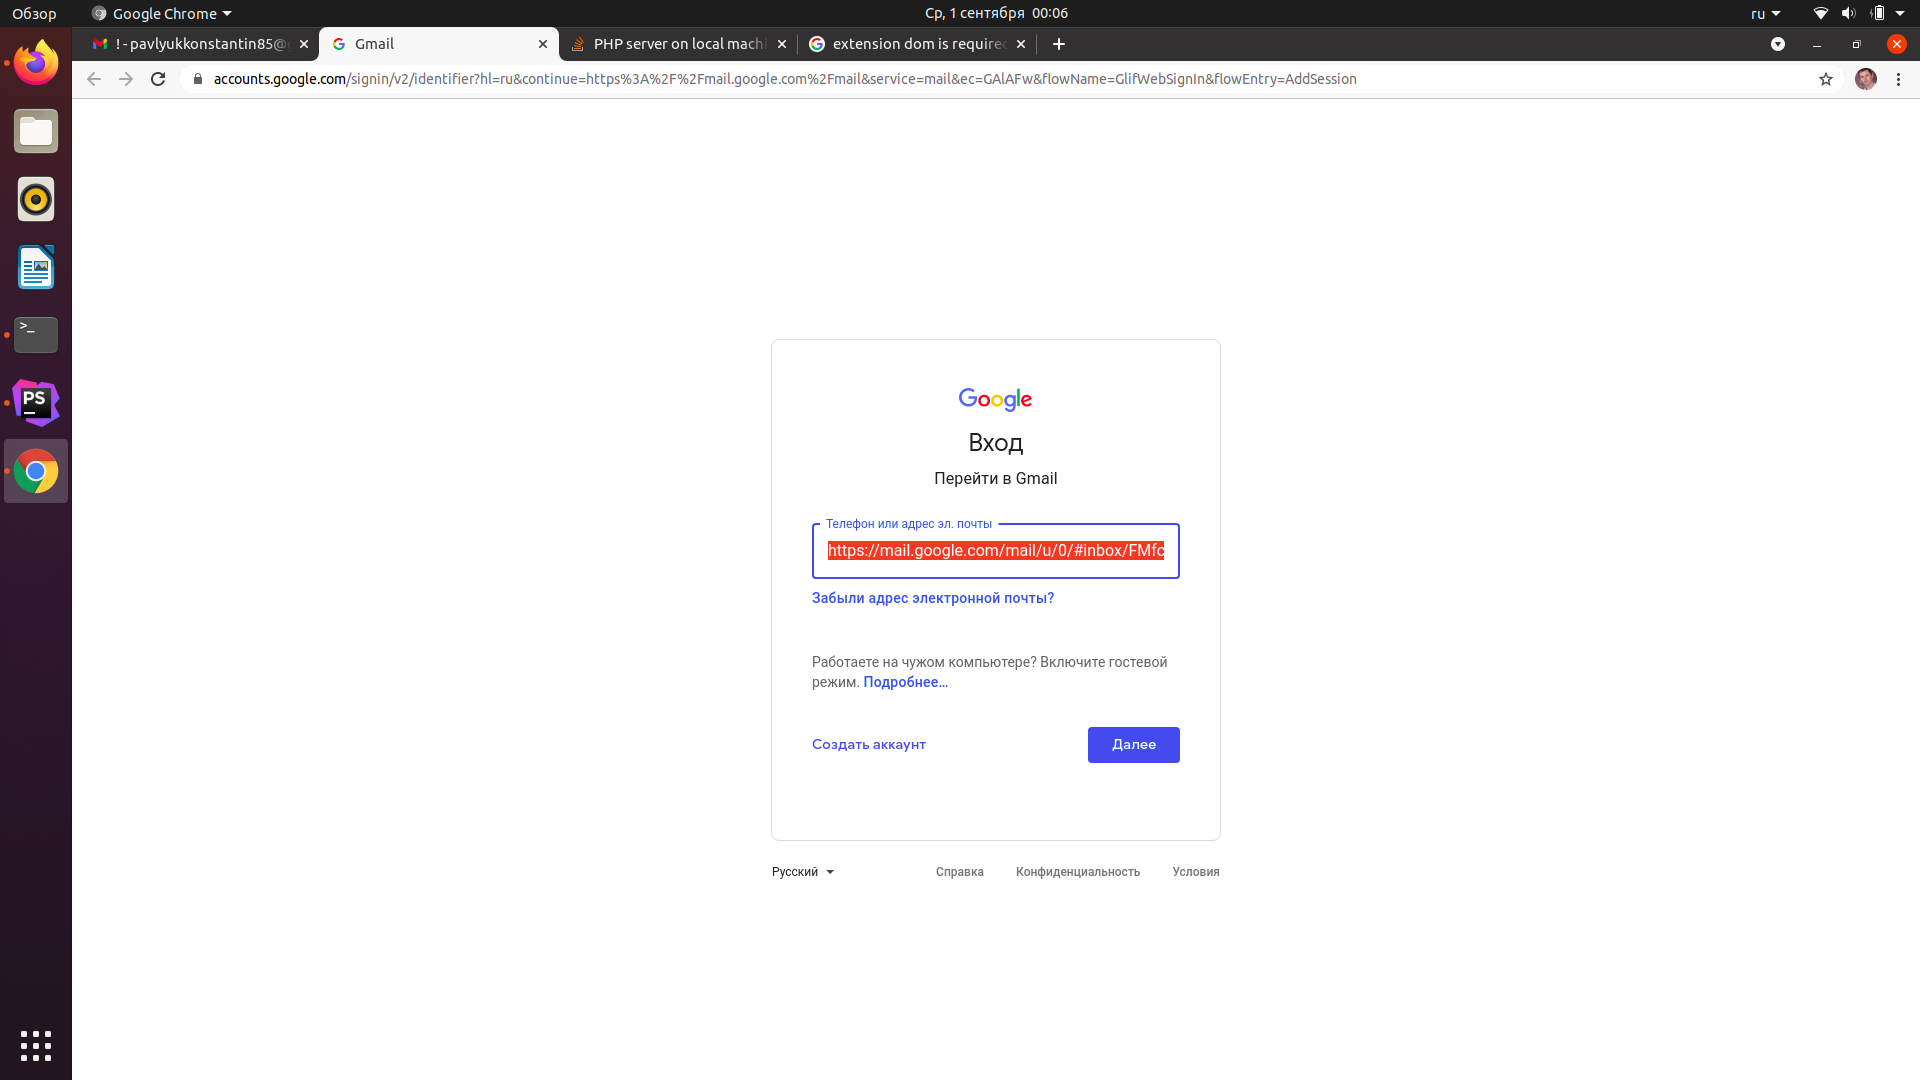 Обзор
Google Chrome
Ср, 1 сентября 00:06
ru
! - pavlyukkonstantin85@
Gmail
PHP server on local machi
extension dom is required
accounts.google.com/signin/v2/identifier?hl=ru&continue=https%3A%2F%2Fmail.google.com%2Fmail&service=mail&ec=GAlAFw&flowName=GlifWebSignIn&flowEntry=AddSession
>_
PS
Google
Вход
Перейти в Gmail
Телефон или адрес эл. почты
https://mail.google.com/mail/u/0/#inbox/FMfc
Забыли адрес электронной почты?
Работаете на чужом компьютере? Включите гостевой
режим. Подробнее…
Создать аккаунт
Далее
Русский
Справка
Конфиденциальность
Условия